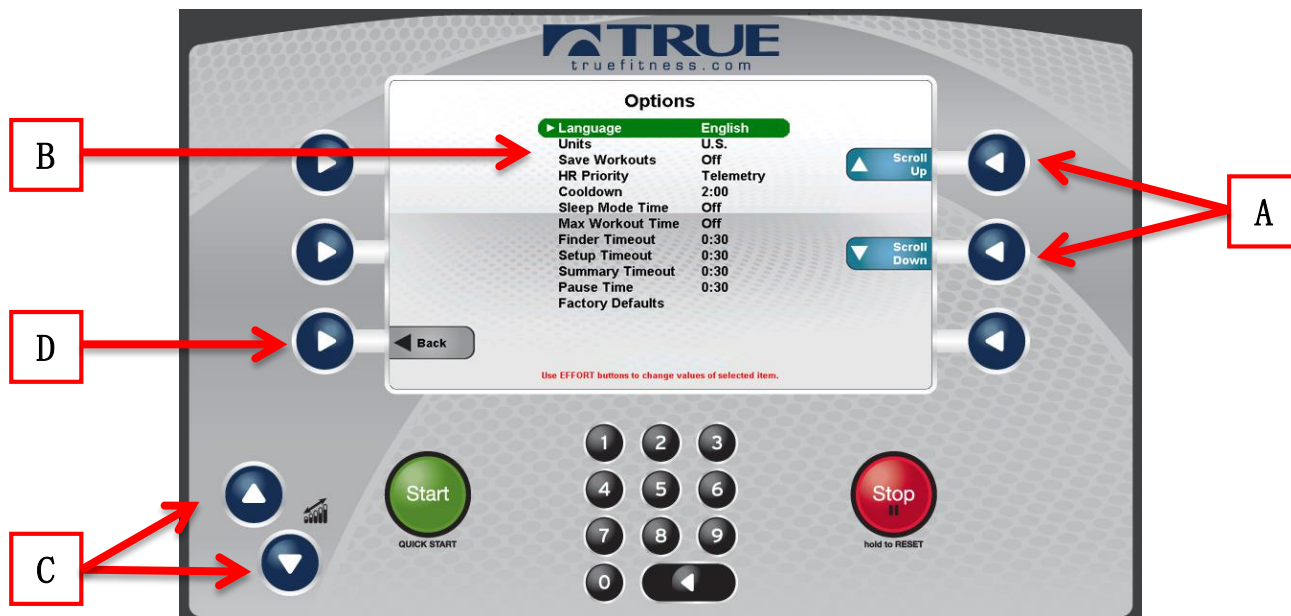 TRUE
truefitness.com
Options
Language English
Units U.S.
Save Workouts Off
HR Priority Telemetry
Cooldown 2:00
Sleep Mode Time Off
Max Workout Time Off
Finder Timeout 0:30
Setup Timeout 0:30
Summary Timeout 0:30
Pause Time 0:30
Factory Defaults
Scroll
Up
Scroll
Down
Back
Use EFFORT buttons to change values of selected item.
B
A
D
C
Start
QUICK START
1 2 3
4 5 6
7 8 9
0
Stop
hold to RESET